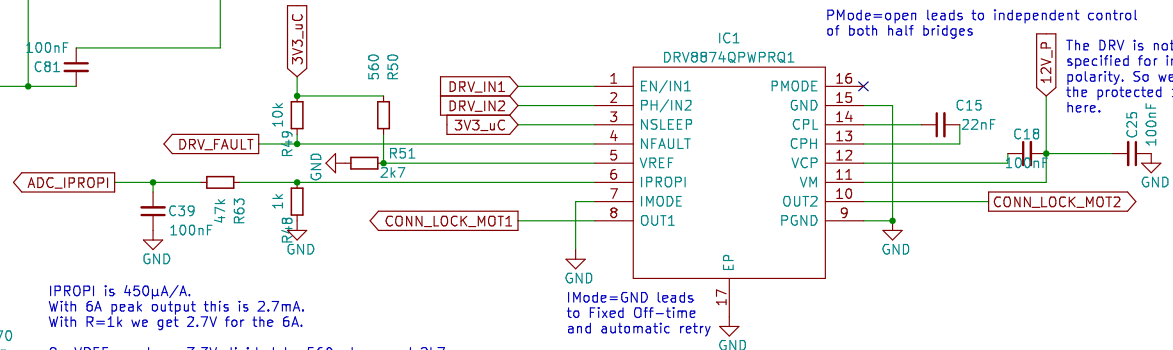 PMode=open leads to independent control
of both half bridges
The DRV is not
specified for
polarity. So we
the protected
here.
100nF
C81
3V3_uC
560
R50
10k
R49
DRV_FAULT
GND
R51
2k7
ADC_IPROPI
C39
100nF
GND
47k
R63
1k
R48
GND
CONN_LOCK_MOT1
DRV_IN1
DRV_IN2
3V3_uC
IC1
DRV8874QPWPRQ1
1 EN/IN1
2 PH/IN2
3 NSLEEP
4 NFAULT
5 VREF
6 IPROPI
7 IMODE
8 OUT1
PMODE 16
GND 15
CPL 14
CPH 13
VCP 12
VM 11
OUT2 10
PGND 9
EP
17
GND
GND
GND
C15
22nF
C18
100nF
12V_P
C25
100nF
GND
CONN_LOCK_MOT2
IPROPI is 450µA/A.
With 6A peak output this is 2.7mA.
With R=1k we get 2.7V for the 6A.
IMode=GND leads
to Fixed Off-time
and automatic retry